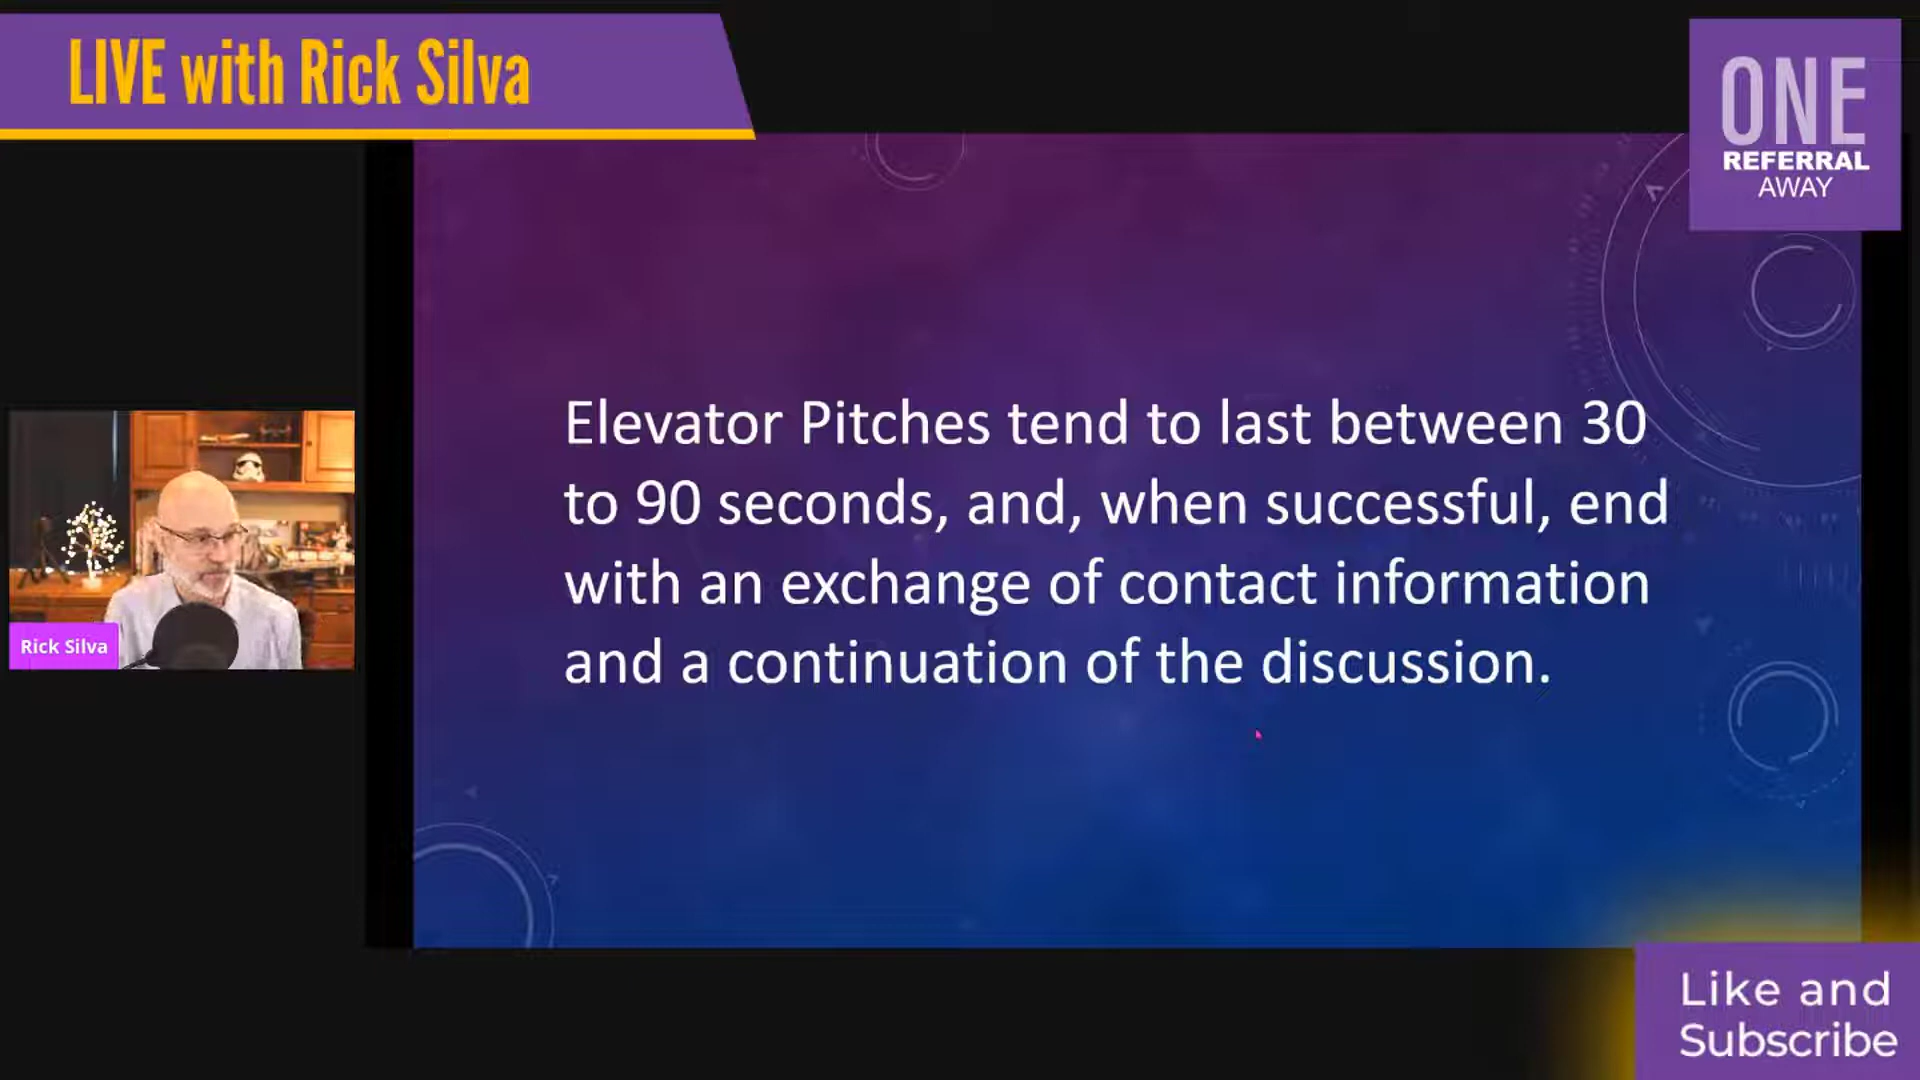 LIVE with Rick Silva
ONE
REFERRAL
AWAY
Elevator Pitches tend to last between 30
to 90 seconds, and, when successful, end
with an exchange of contact information
and a continuation of the discussion.
Rick Silva
Like and
Subscribe